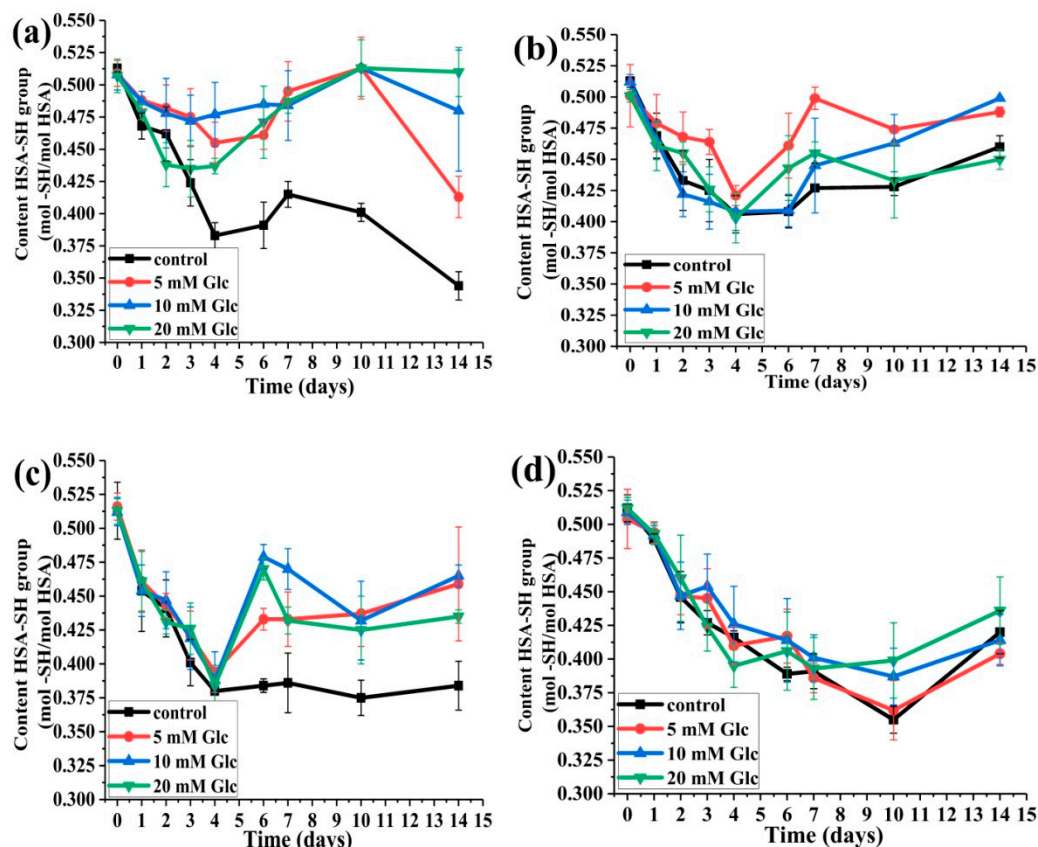 (a)
Content HSA-SH group
(mol -SH/mol HSA)
0.550
0.525
0.500
0.475
0.450
0.425
0.400
0.375
0.350
0.325
0.300
control
5 mM Glc
10 mM Glc
20 mM Glc
0 1 2 3 4 5 6 7 8 9 10 11 12 13 14 15
Time (days)
(b)
Content HSA-SH group
(mol -SH/mol HSA)
0.550
0.525
0.500
0.475
0.450
0.425
0.400
0.375
0.350
0.325
0.300
control
5 mM Glc
10 mM Glc
20 mM Glc
0 1 2 3 4 5 6 7 8 9 10 11 12 13 14 15
Time (days)
(c)
Content HSA-SH group
(mol -SH/mol HSA)
0.550
0.525
0.500
0.475
0.450
0.425
0.400
0.375
0.350
0.325
0.300
control
5 mM Glc
10 mM Glc
20 mM Glc
0 1 2 3 4 5 6 7 8 9 10 11 12 13 14 15
Time (days)
(d)
Content HSA-SH group
(mol -SH/mol HSA)
0.550
0.525
0.500
0.475
0.450
0.425
0.400
0.375
0.350
0.325
0.300
control
5 mM Glc
10 mM Glc
20 mM Glc
0 1 2 3 4 5 6 7 8 9 10 11 12 13 14 15
Time (days)